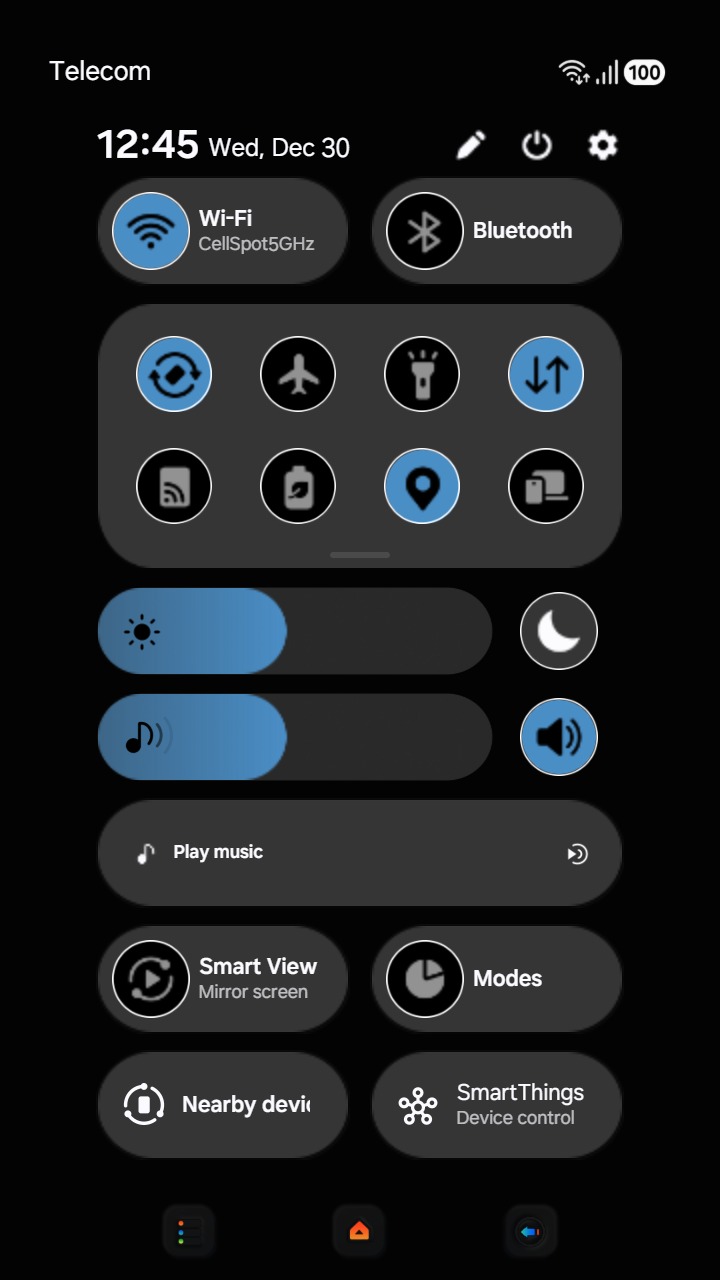 Telecom
100
12:45 Wed, Dec 30
Wi-Fi
CellSpot5GHz
Bluetooth
Play music
Smart View
Mirror screen
Modes
Nearby devi
SmartThings
Device control